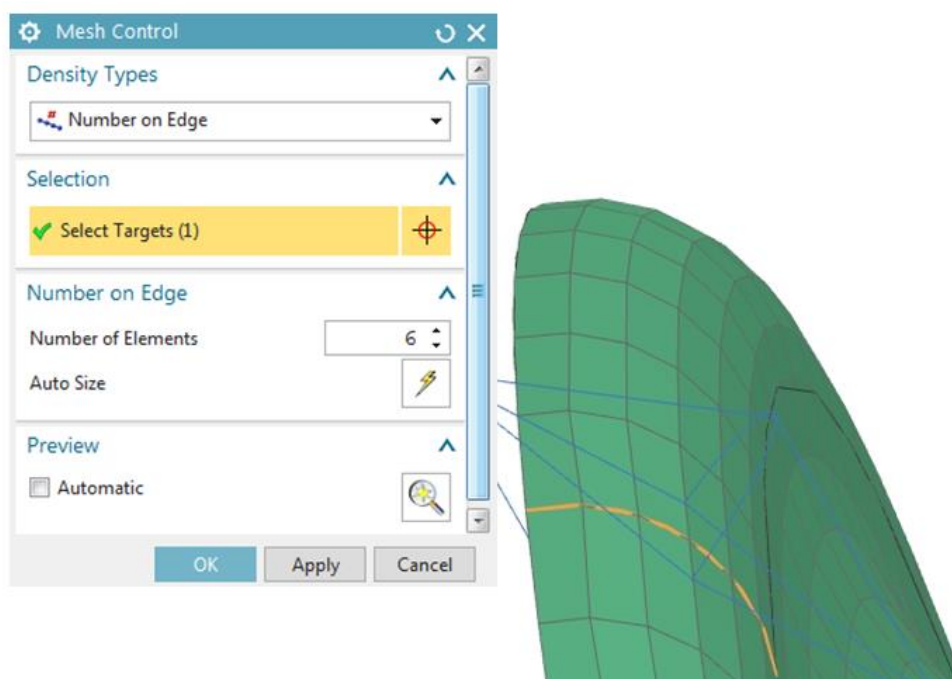 Mesh Control
Density Types
Number on Edge
Selection
Select Targets (1)
Number on Edge
Number of Elements 6
Auto Size
Preview
Automatic
OK Apply Cancel